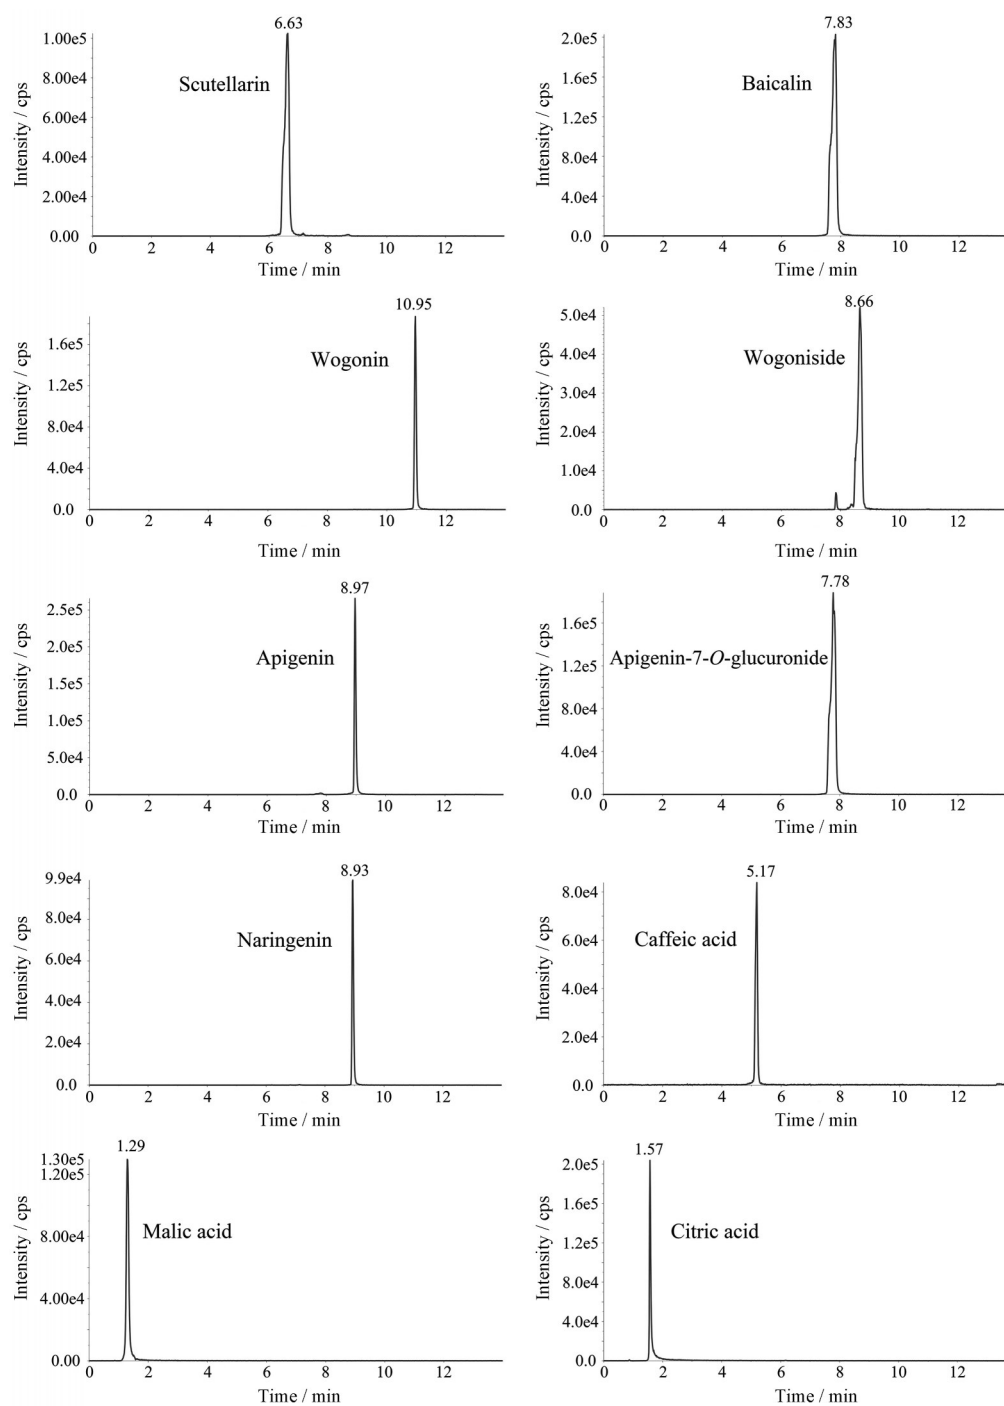 6.63
1.00e5
8.00e4
6.00e4
4.00e4
2.00e4
0.00
Intensity / cps
Scutellarin
0 2 4 6 8 10 12
Time / min
7.83
2.0e5
1.6e5
1.2e5
8.0e4
4.0e4
0.0
Intensity / cps
Baicalin
0 2 4 6 8 10 12
Time / min
10.95
1.6e5
1.2e5
8.0e4
4.0e4
0.0
Intensity / cps
Wogonin
0 2 4 6 8 10 12
Time / min
8.66
5.0e4
4.0e4
3.0e4
2.0e4
1.0e4
0.0
Intensity / cps
Wogoniside
0 2 4 6 8 10 12
Time / min
8.97
2.5e5
2.0e5
1.5e5
1.0e5
5.0e4
0.0
Intensity / cps
Apigenin
0 2 4 6 8 10 12
Time / min
7.78
1.6e5
1.2e5
8.0e4
4.0e4
0.0
Intensity / cps
Apigenin-7-O-glucuronide
0 2 4 6 8 10 12
Time / min
8.93
9.9e4
8.0e4
6.0e4
4.0e4
2.0e4
0.0
Intensity / cps
Naringenin
0 2 4 6 8 10 12
Time / min
5.17
8.0e4
6.0e4
4.0e4
2.0e4
0.0
Intensity / cps
Caffeic acid
0 2 4 6 8 10 12
Time / min
1.29
1.30e5
1.20e5
8.00e4
4.00e4
0.00
Intensity / cps
Malic acid
0 2 4 6 8 10 12
Time / min
1.57
2.0e5
1.6e5
1.2e5
8.0e4
4.0e4
0.0
Intensity / cps
Citric acid
0 2 4 6 8 10 12
Time / min